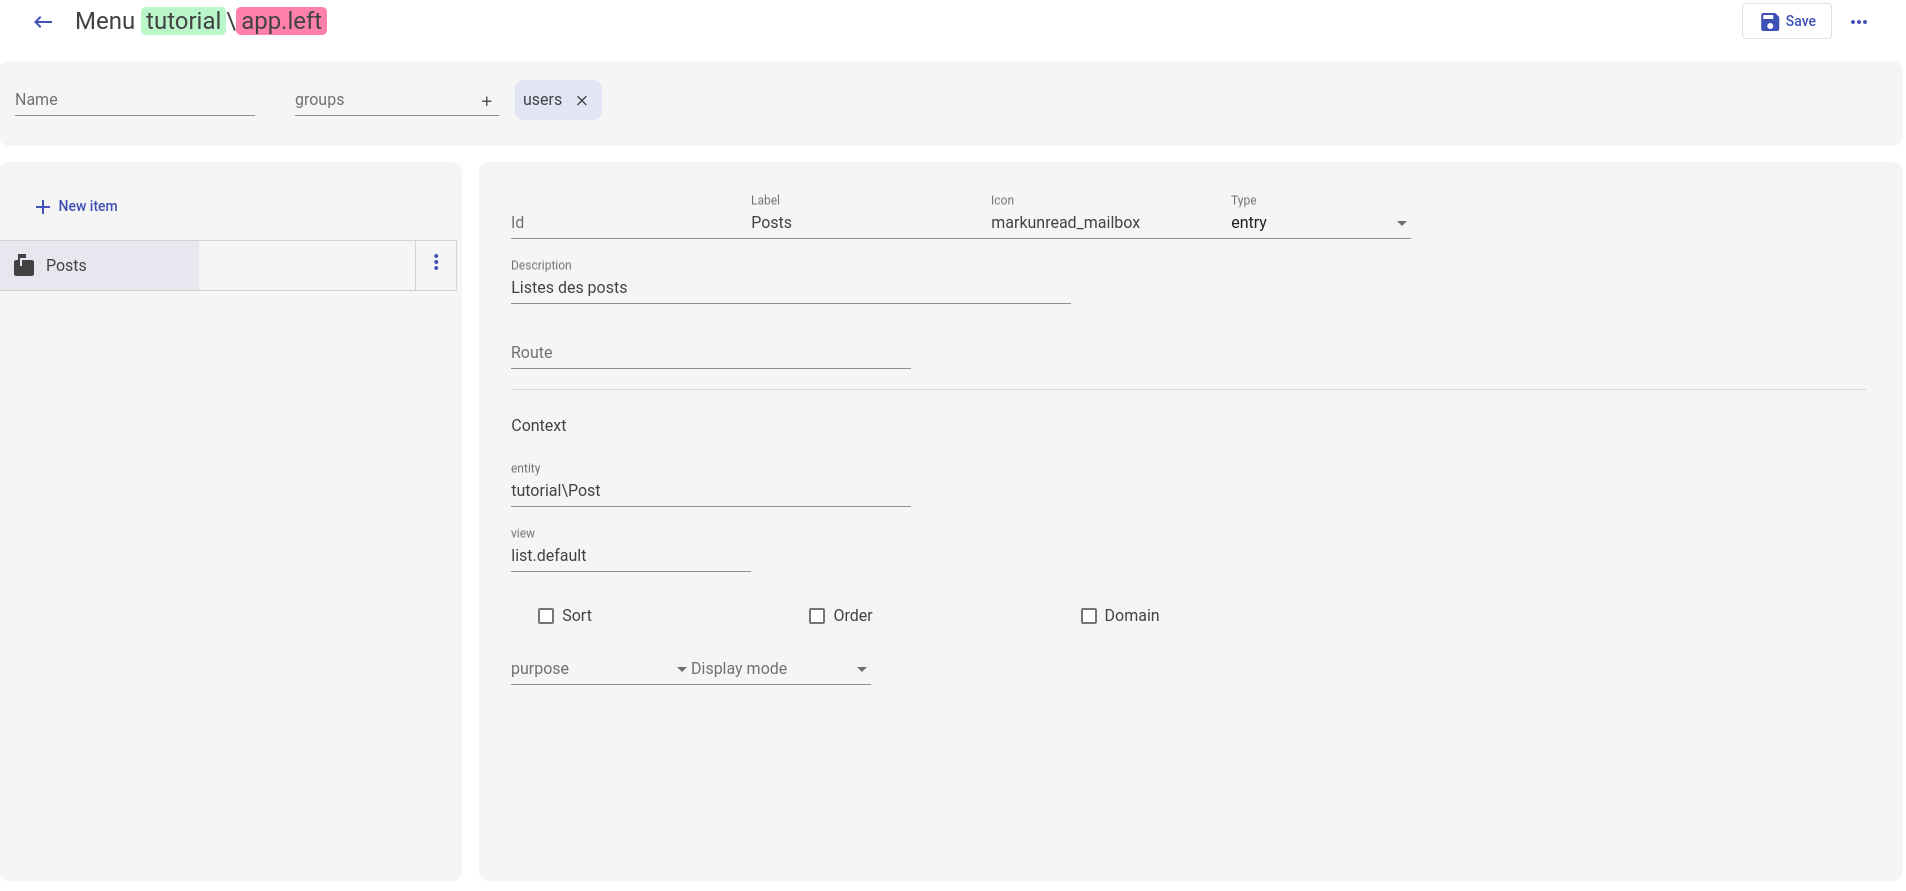 Menu tutorial\app.left
Save
Name
groups
users
New item
Posts
Id
Label
Posts
Icon
markunread_mailbox
Type
entry
Description
Listes des posts
Route
Context
entity
tutorial\Post
view
list.default
Sort
Order
Domain
purpose
Display mode